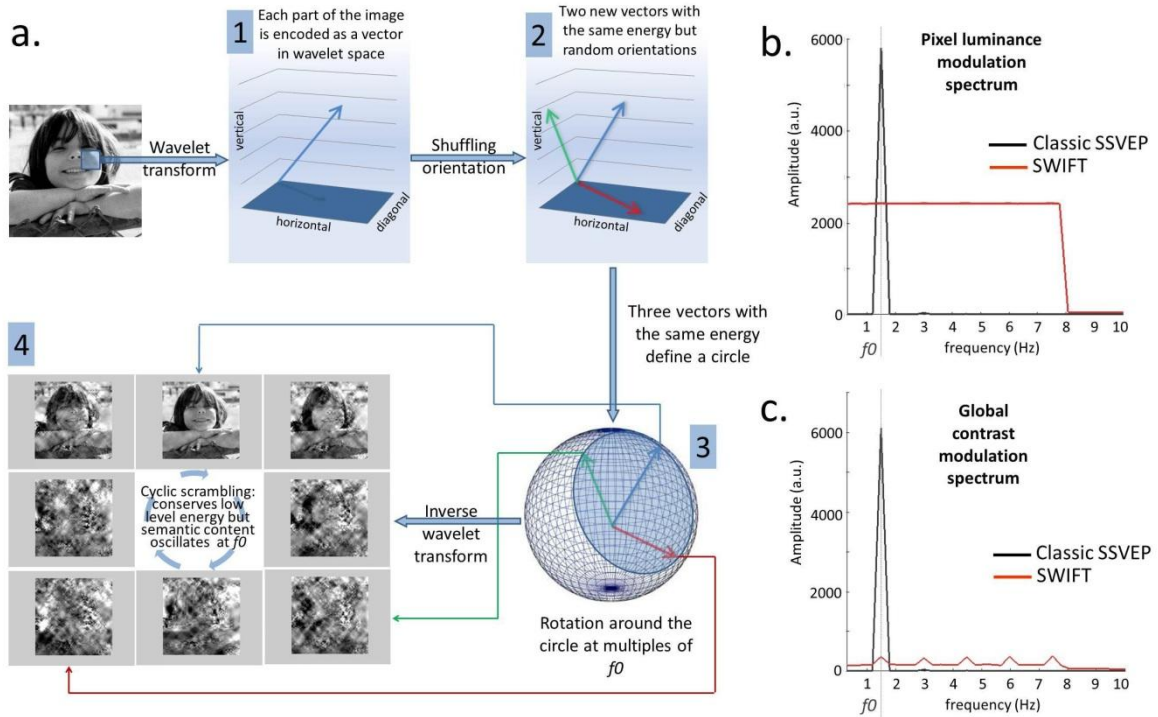 a.
1
Each part of the image
is encoded as a vector
in wavelet space
vertical
horizontal
diagonal
Wavelet
transform
Shuffling
orientation
2
Two new vectors with
the same energy but
random orientations
vertical
horizontal
diagonal
Three vectors with
the same energy
define a circle
3
Rotation around the
circle at multiples of
f0
Inverse
wavelet
transform
4
Cyclic scrambling:
conserves low
level energy but
semantic content
oscillates at f0
b.
Pixel luminance
modulation
spectrum
Classic SSVEP
SWIFT
Amplitude (a.u.)
6000
4000
2000
0
1 2 3 4 5 6 7 8 9 10
f0
frequency (Hz)
c.
Global
contrast
modulation
spectrum
Classic SSVEP
SWIFT
Amplitude (a.u.)
6000
4000
2000
0
1 2 3 4 5 6 7 8 9 10
f0
frequency (Hz)